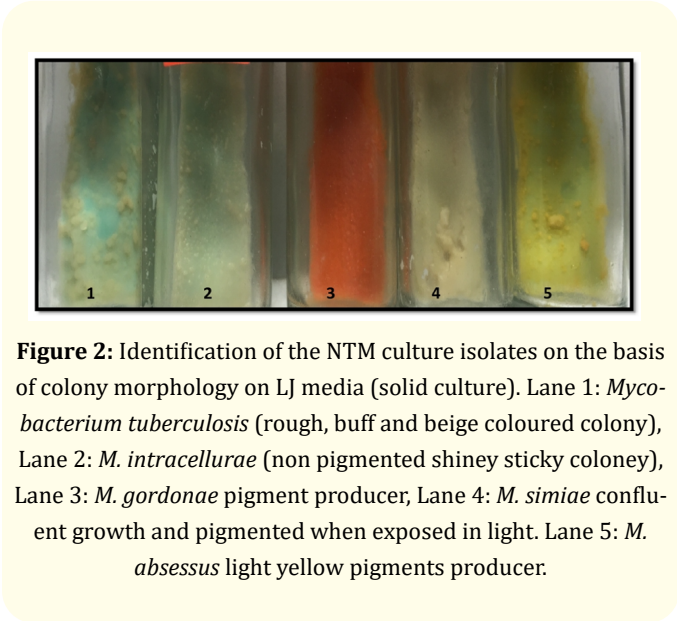 1 2 3 4 5
Figure 2: Identification of the NTM culture isolates on the basis
of colony morphology on LJ media (solid culture). Lane 1: Myco-
bacterium tuberculosis (rough, buff and beige coloured colony),
Lane 2: M. intracellurae (non pigmented shiney sticky coloney),
Lane 3: M. gordonae pigment producer, Lane 4: M. simiae conflu-
ent growth and pigmented when exposed in light. Lane 5: M.
absessus light yellow pigments producer.